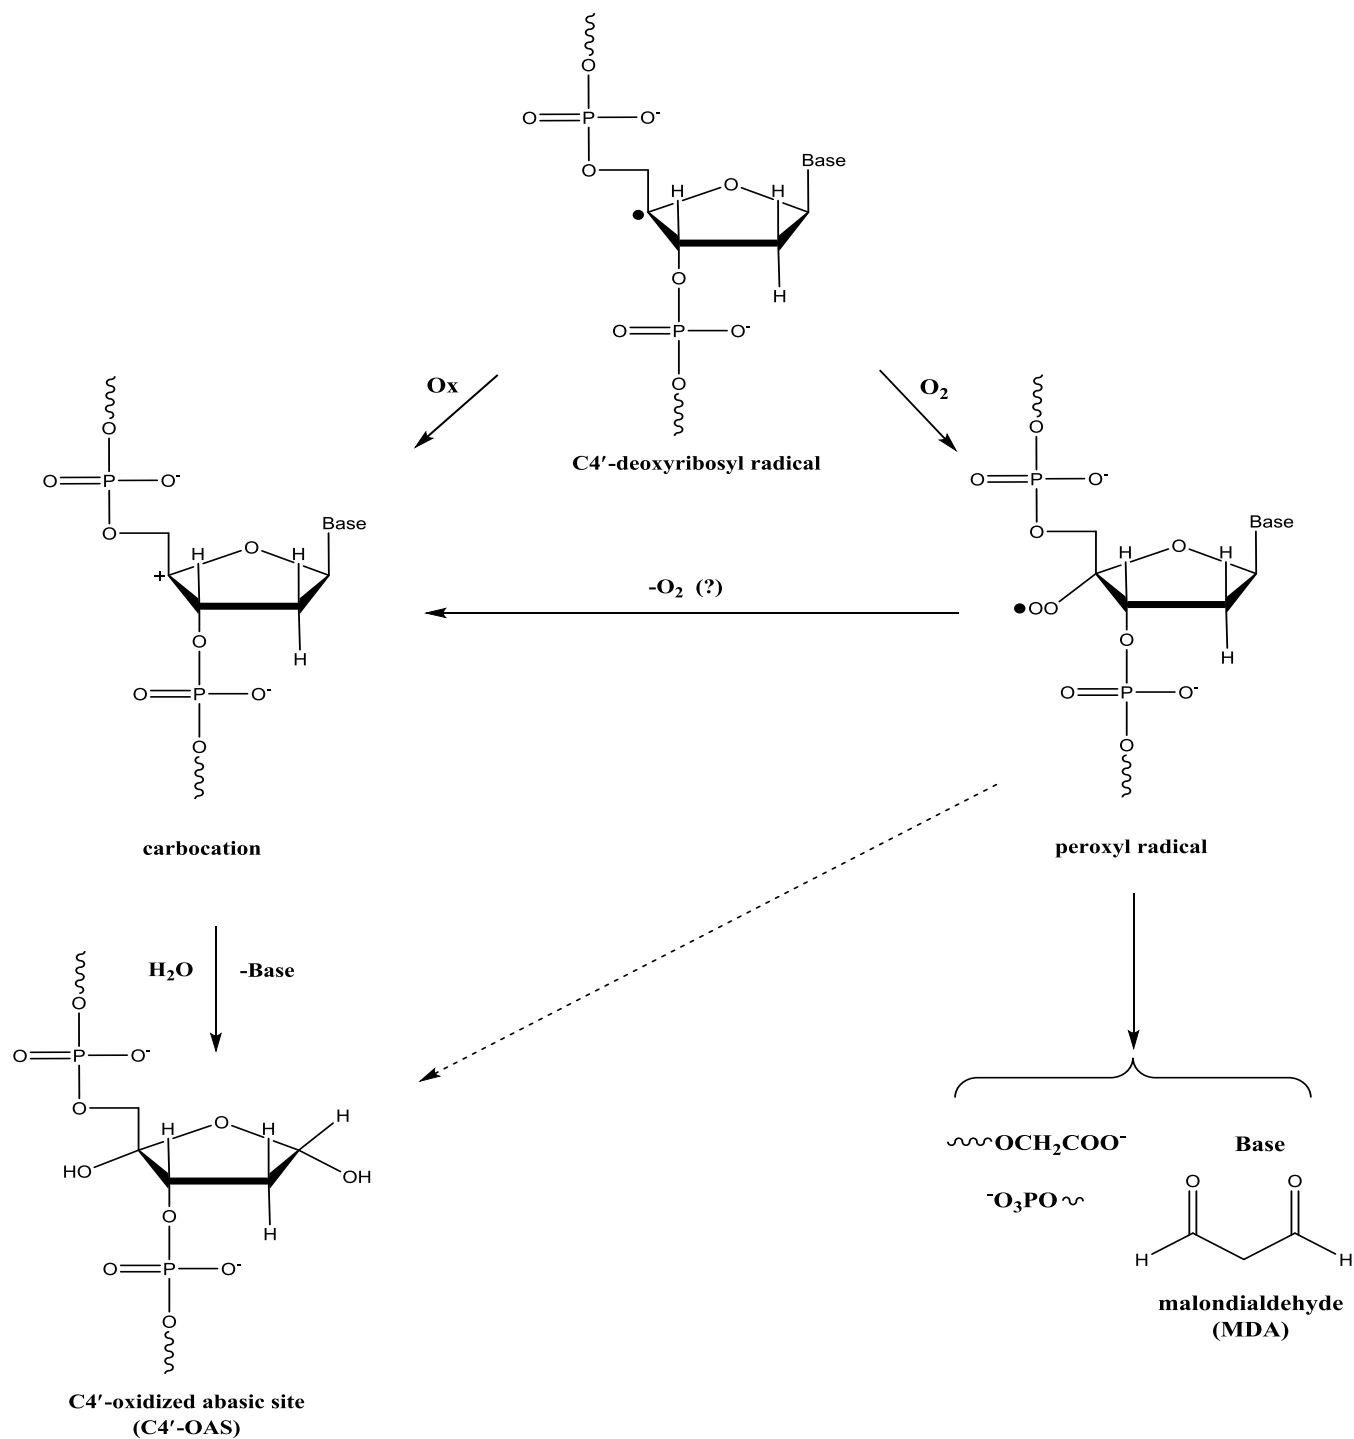 O
O P O-
O
Base
H O H
•
O
H
O P O-
O
Ox
O2
C4′-deoxyribosyl radical
O
O P O-
O
Base
H O H
+
O
H
O P O-
O
carbocation
-O2 (?)
O
O P O-
O
Base
H O H
•OO
O
H
O P O-
O
peroxyl radical
H2O -Base
O
O P O-
O
H O H H
HO OH
O
H
O P O-
O
C4′-oxidized abasic site
(C4′-OAS)
OCH2COO- Base
-O3PO
O O
H H
malondialdehyde
(MDA)